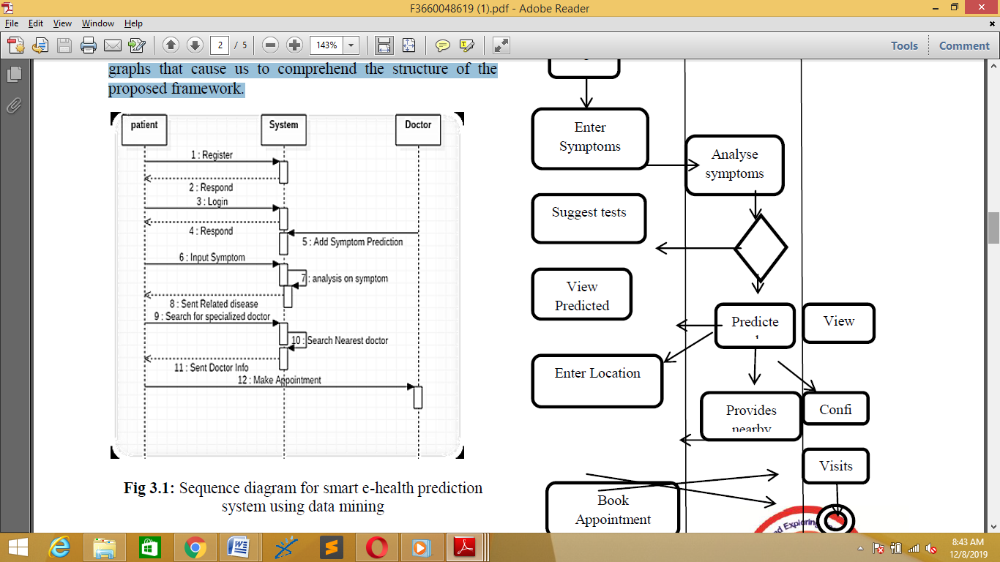 F3660048619 (1).pdf - Adobe Reader
File Edit View Window Help
2 / 5 143% Tools Comment
graphs that cause us to comprehend the structure of the
proposed framework.
patient System Doctor
1 : Register
2 : Respond
3 : Login
4 : Respond
5 : Add Symptom Prediction
6 : Input Symptom
7 : analysis on symptom
8 : Sent Related disease
9 : Search for specialized doctor
10 : Search Nearest doctor
11 : Sent Doctor Info
12 : Make Appointment
Fig 3.1: Sequence diagram for smart e-health prediction
system using data mining
Enter
Symptoms
Analyse
symptoms
Suggest tests
View
Predicted
Predicte
View
Enter Location
Provides
nearby
Confi
Visits
Book
Appointment
and Exploring
8:43 AM
12/8/2019